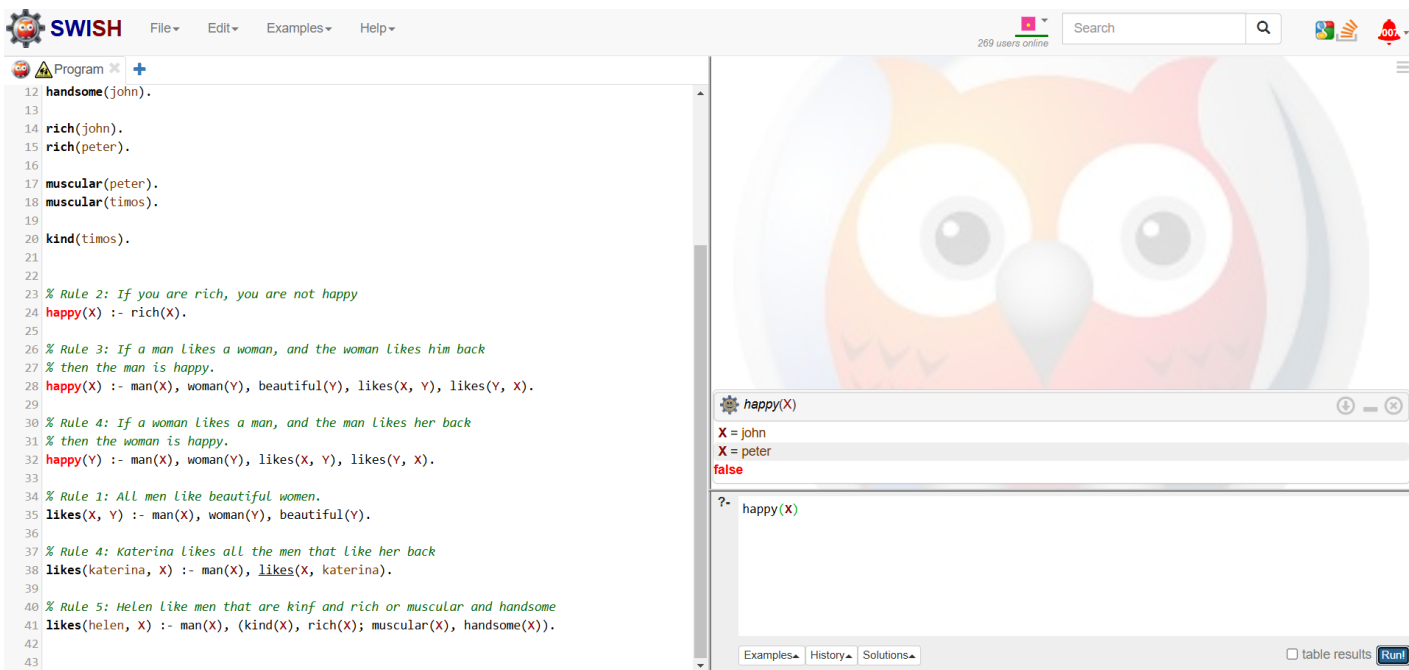 SWISH File Edit Examples Help 269 users online Search
Program
12 handsome(john).
13
14 rich(john).
15 rich(peter).
16
17 muscular(peter).
18 muscular(timos).
19
20 kind(timos).
21
22
23 % Rule 2: If you are rich, you are not happy
24 happy(X) :- rich(X).
25
26 % Rule 3: If a man likes a woman, and the woman likes him back
27 % then the man is happy.
28 happy(X) :- man(X), woman(Y), beautiful(Y), likes(X, Y), likes(Y, X).
29
30 % Rule 4: If a woman likes a man, and the man likes her back
31 % then the woman is happy.
32 happy(Y) :- man(X), woman(Y), likes(X, Y), likes(Y, X).
33
34 % Rule 1: All men like beautiful women.
35 likes(X, Y) :- man(X), woman(Y), beautiful(Y).
36
37 % Rule 4: Katerina likes all the men that like her back
38 likes(katerina, X) :- man(X), likes(X, katerina).
39
40 % Rule 5: Helen like men that are kinf and rich or muscular and handsome
41 likes(helen, X) :- man(X), (kind(X), rich(X); muscular(X), handsome(X)).
42
43
happy(X)
X = john
X = peter
false
?- happy(X)
Examples History Solutions table results Run!